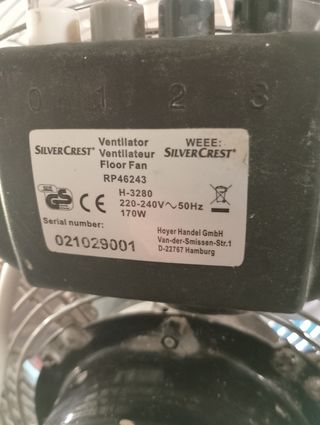 0 1 2 3
SILVERCREST®
Ventilator
Ventilateur
Floor Fan
WEEE:
SILVERCREST®
RP46243
H-3280
220-240V~50Hz
170W
CE
Serial number:
021029001
Hoyer Handel GmbH
Van-der-Smissen-Str.1
D-22767 Hamburg